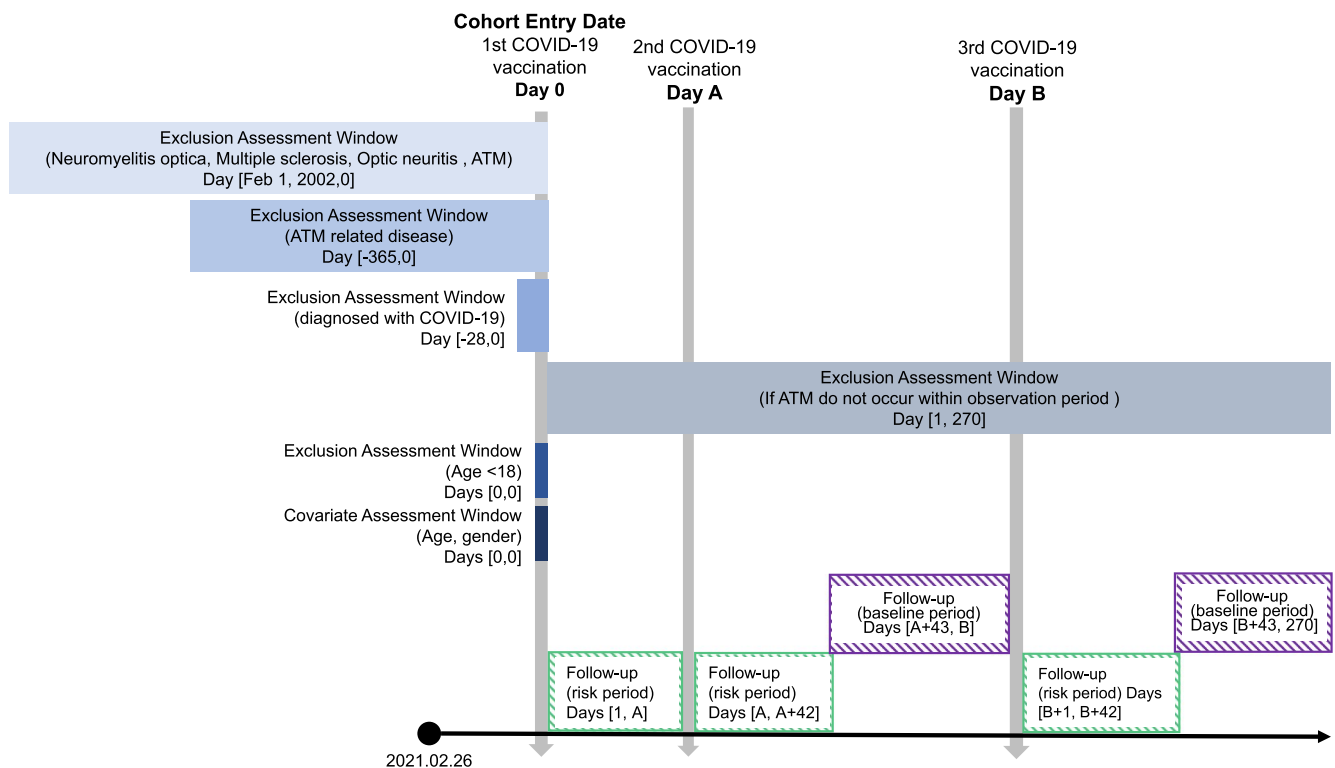 Cohort Entry Date
1st COVID-19
vaccination
Day 0
2nd COVID-19
vaccination
Day A
3rd COVID-19
vaccination
Day B
Exclusion Assessment Window
(Neuromyelitis optica, Multiple sclerosis, Optic neuritis , ATM)
Day [Feb 1, 2002,0]
Exclusion Assessment Window
(ATM related disease)
Day [-365,0]
Exclusion Assessment Window
(diagnosed with COVID-19)
Day [-28,0]
Exclusion Assessment Window
(If ATM do not occur within observation period )
Day [1, 270]
Exclusion Assessment Window
(Age <18)
Days [0,0]
Covariate Assessment Window
(Age, gender)
Days [0,0]
Follow-up
(baseline period)
Days [A+43, B]
Follow-up
(baseline period)
Days [B+43, 270]
Follow-up
(risk period)
Days [1, A]
Follow-up
(risk period)
Days [A, A+42]
Follow-up
(risk period) Days
[B+1, B+42]
2021.02.26